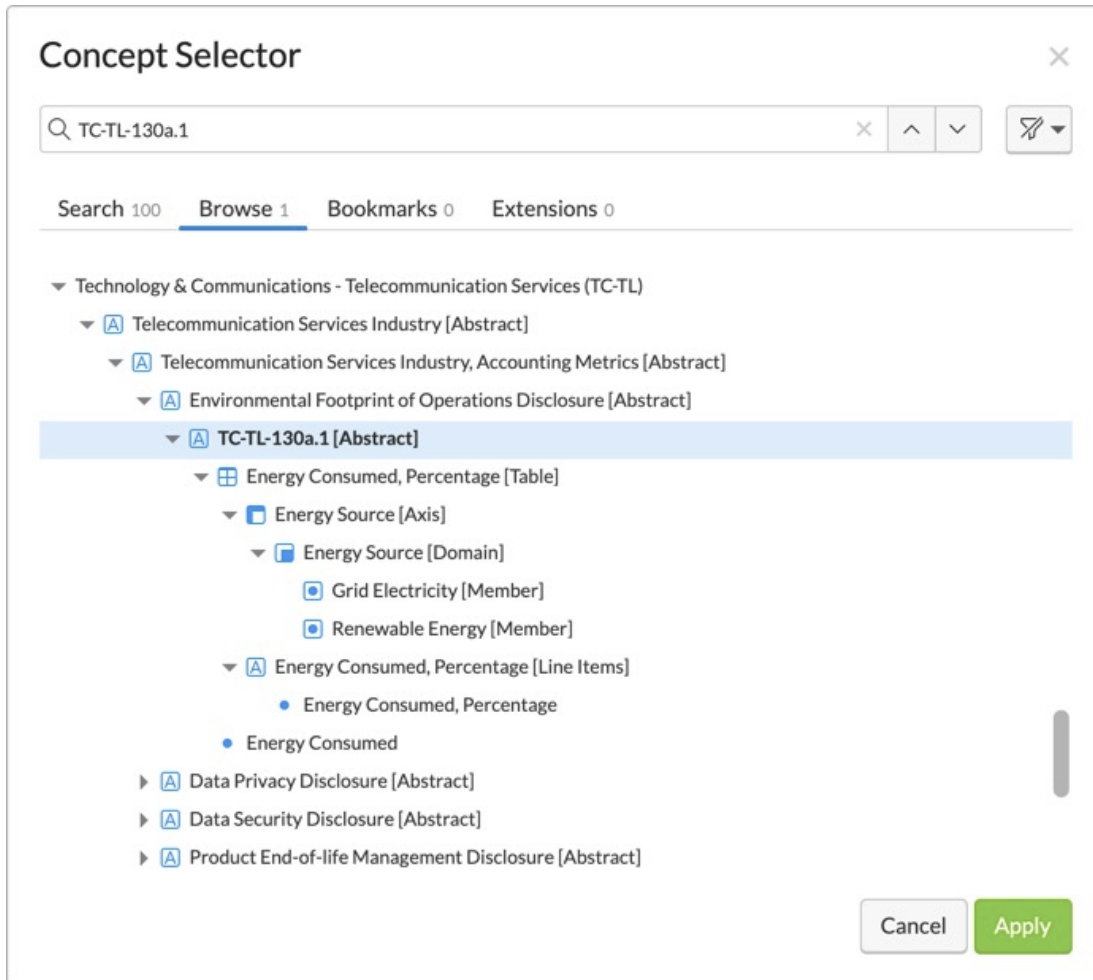 Concept Selector
TC-TL-130a.1
Search 100 Browse 1 Bookmarks 0 Extensions 0
Technology & Communications - Telecommunication Services (TC-TL)
A Telecommunication Services Industry [Abstract]
A Telecommunication Services Industry, Accounting Metrics [Abstract]
A Environmental Footprint of Operations Disclosure [Abstract]
A TC-TL-130a.1 [Abstract]
Energy Consumed, Percentage [Table]
Energy Source [Axis]
Energy Source [Domain]
Grid Electricity [Member]
Renewable Energy [Member]
A Energy Consumed, Percentage [Line Items]
Energy Consumed, Percentage
Energy Consumed
A Data Privacy Disclosure [Abstract]
A Data Security Disclosure [Abstract]
A Product End-of-life Management Disclosure [Abstract]
Cancel Apply